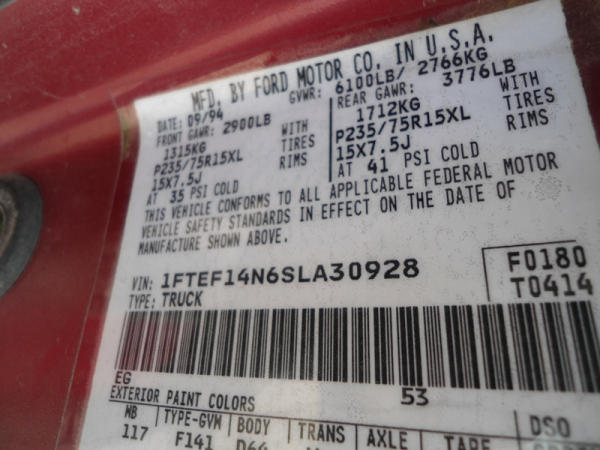 MFD. BY FORD MOTOR CO. IN U.S.A.
DATE: 09/94 GVWR: 6100LB/ 2766KG
FRONT GAWR: 2900LB REAR GAWR: 3776LB
1315KG WITH 1712KG WITH
P235/75R15XL TIRES P235/75R15XL TIRES
15X7.5J RIMS 15X7.5J RIMS
AT 35 PSI COLD AT 41 PSI COLD
THIS VEHICLE CONFORMS TO ALL APPLICABLE FEDERAL MOTOR
VEHICLE SAFETY STANDARDS IN EFFECT ON THE DATE OF
MANUFACTURE SHOWN ABOVE.
VIN: 1FTEF14N6SLA30928 F0180
TYPE: TRUCK T0414
EG 53
EXTERIOR PAINT COLORS DSO
MB TYPE-GVM BODY TRANS AXLE TAPE
117 F141